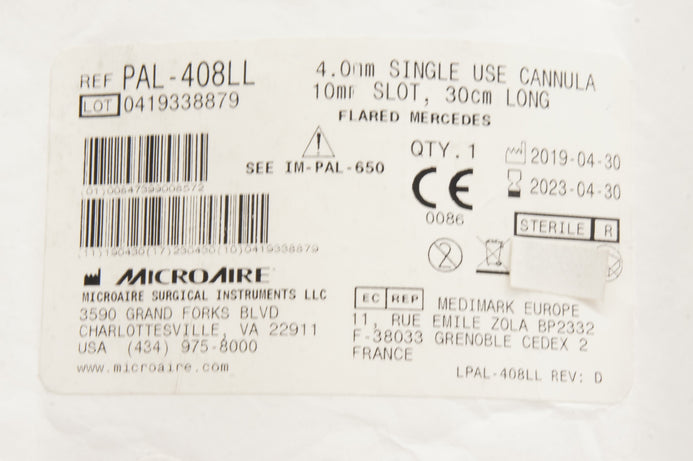 REF PAL-408LL
LOT 0419338879
4.0mm SINGLE USE CANNULA
10mm SLOT, 30cm LONG
FLARED MERCEDES
SEE IM-PAL-650
QTY. 1
2019-04-30
2023-04-30
CE
0086
STERILE R
(01)00847399008572
(11)190430(17)230430(10)0419338879
MICROAIRE
MICROAIRE SURGICAL INSTRUMENTS LLC
3590 GRAND FORKS BLVD
CHARLOTTESVILLE, VA 22911
USA (434) 975-8000
www.microaire.com
EC REP MEDIMARK EUROPE
11, RUE EMILE ZOLA BP2332
F-38033 GRENOBLE CEDEX 2
FRANCE
LPAL-408LL REV: D